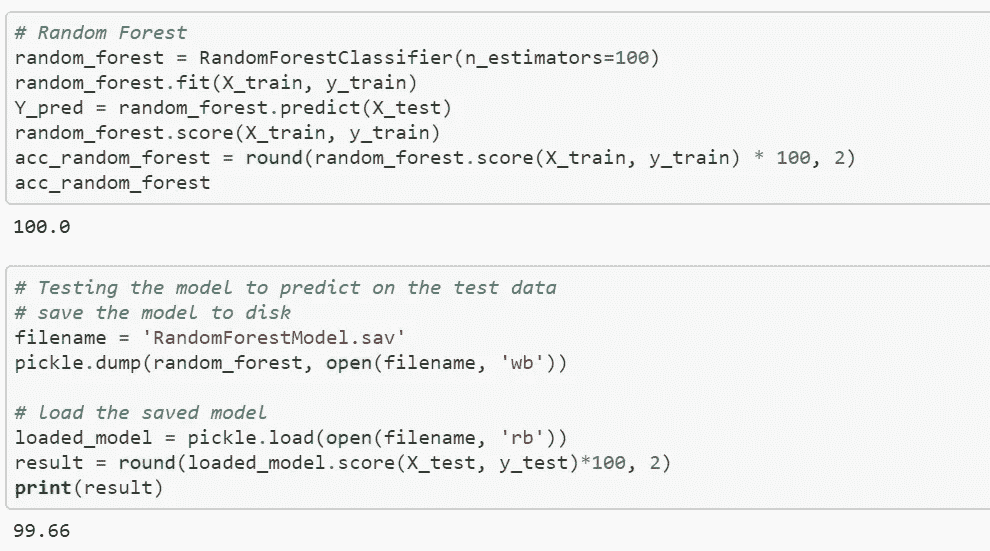 # Random Forest
random_forest = RandomForestClassifier(n_estimators=100)
random_forest.fit(X_train, y_train)
Y_pred = random_forest.predict(X_test)
random_forest.score(X_train, y_train)
acc_random_forest = round(random_forest.score(X_train, y_train) * 100, 2)
acc_random_forest
100.0
# Testing the model to predict on the test data
# save the model to disk
filename = 'RandomForestModel.sav'
pickle.dump(random_forest, open(filename, 'wb'))
# load the saved model
loaded_model = pickle.load(open(filename, 'rb'))
result = round(loaded_model.score(X_test, y_test)*100, 2)
print(result)
99.66